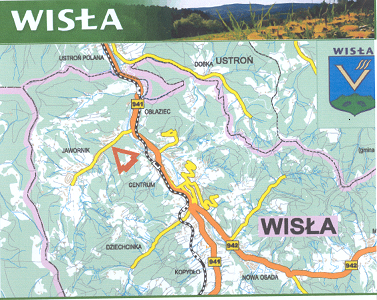 WISŁA
USTROŃ POLANA
DOBKA
USTROŃ
WISŁA
941
OBŁAZIEC
JAWORNIK
CENTRUM
WISŁA
DZIECHCINKA
942
941
942
KOPYDŁO
NOWA OSADA